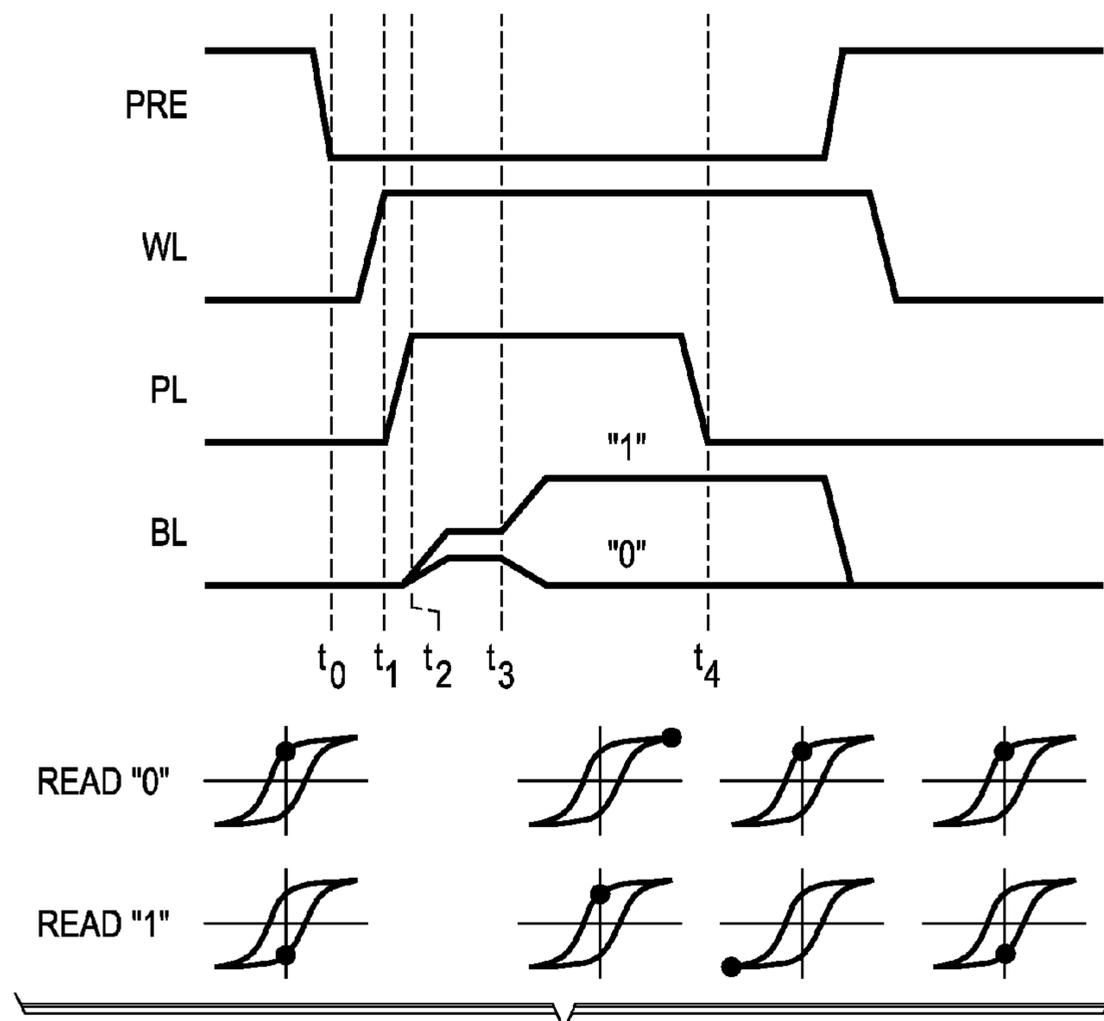 PRE
WL
PL
"1"
BL
"0"
t0 t1 t2 t3 t4
READ "0"
READ "1"